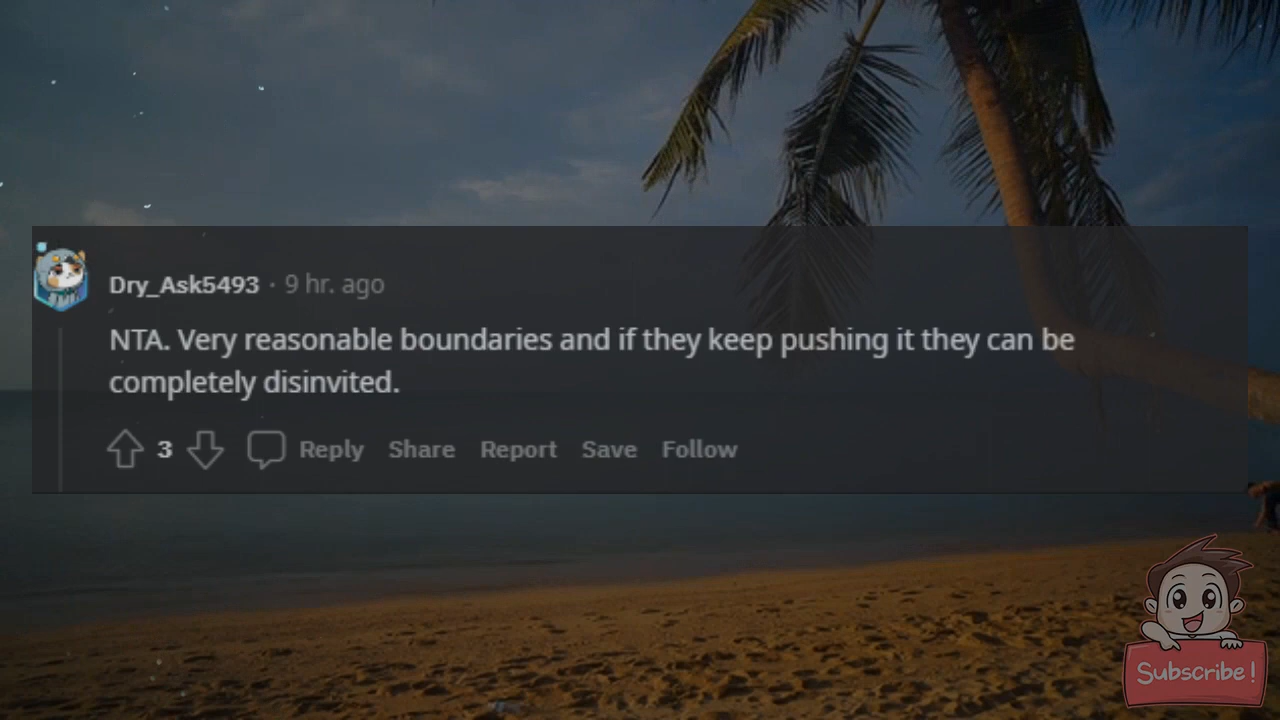 Dry_Ask5493 · 9 hr. ago
NTA. Very reasonable boundaries and if they keep pushing it they can be
completely disinvited.
3 Reply Share Report Save Follow
Subscribe!